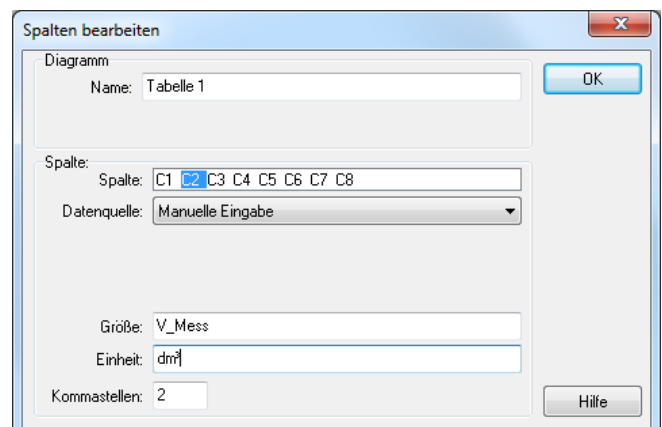 Spalten bearbeiten
Diagramm
Name: Tabelle 1
OK
Spalte:
Spalte: C1 C2 C3 C4 C5 C6 C7 C8
Datenquelle: Manuelle Eingabe
Größe: V_Mess
Einheit: dm³
Kommastellen: 2
Hilfe